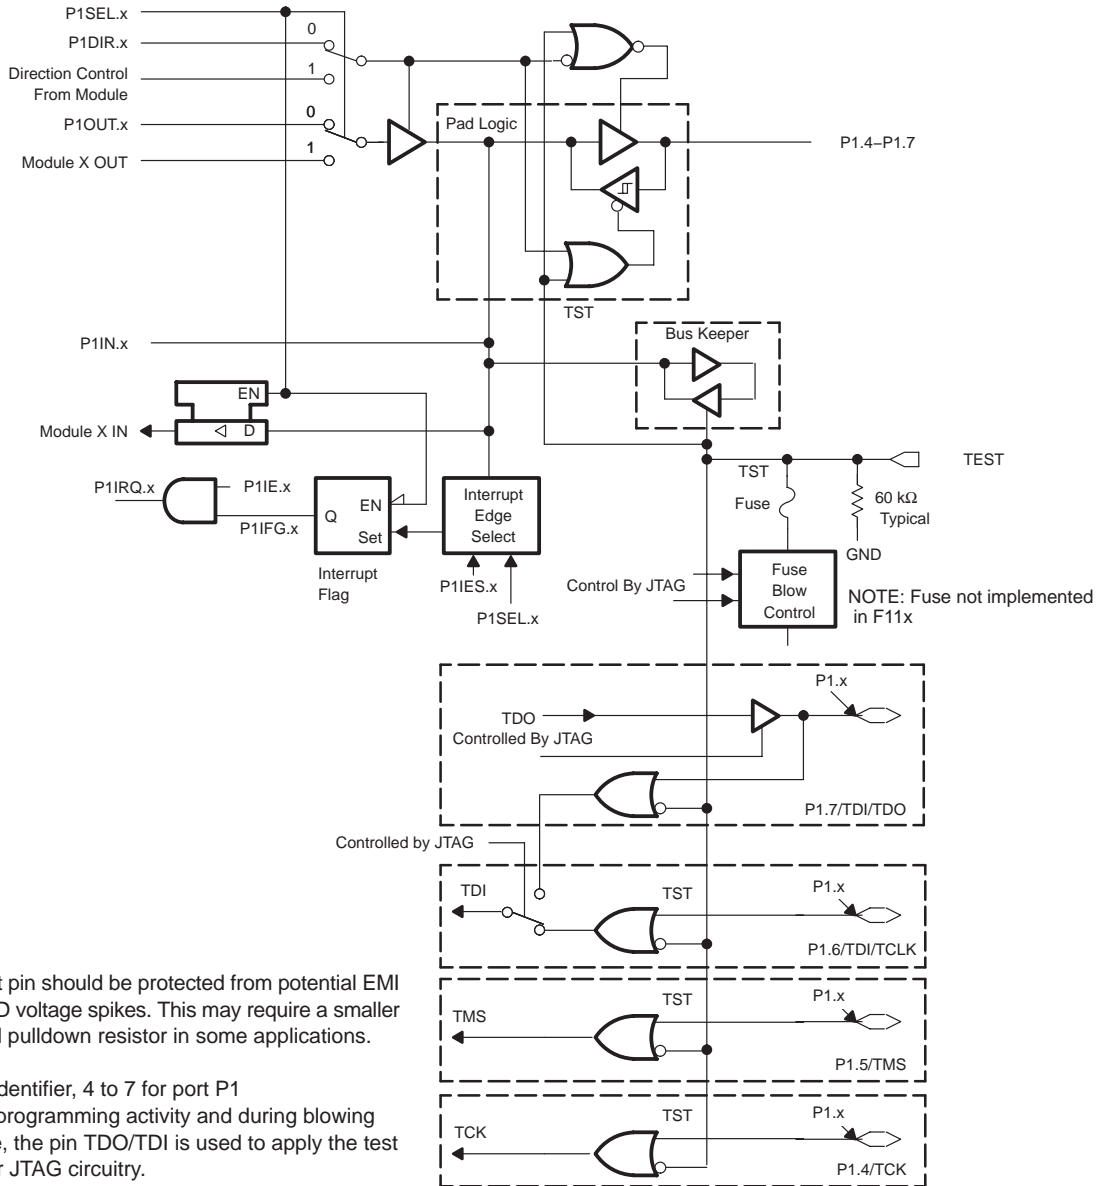 P1SEL.x
P1DIR.x
0
Direction Control
From Module
1
P1OUT.x
0
Module X OUT
1
Pad Logic
P1.4–P1.7
TST
P1IN.x
Bus Keeper
EN
Module X IN
D
TEST
TST
Fuse
60 kΩ
Typical
GND
P1IRQ.x
P1IE.x
P1IFG.x
Q
EN
Set
Interrupt
Edge
Select
Interrupt
Flag
P1IES.x
P1SEL.x
Control By JTAG
Fuse
Blow
Control
NOTE: Fuse not implemented
in F11x
P1.x
TDO
Controlled By JTAG
P1.7/TDI/TDO
Controlled by JTAG
TDI
TST
P1.x
P1.6/TDI/TCLK
t pin should be protected from potential EMI
D voltage spikes. This may require a smaller
l pulldown resistor in some applications.
TMS
TST
P1.x
P1.5/TMS
dentifier, 4 to 7 for port P1
programming activity and during blowing
e, the pin TDO/TDI is used to apply the test
r JTAG circuitry.
TCK
TST
P1.x
P1.4/TCK